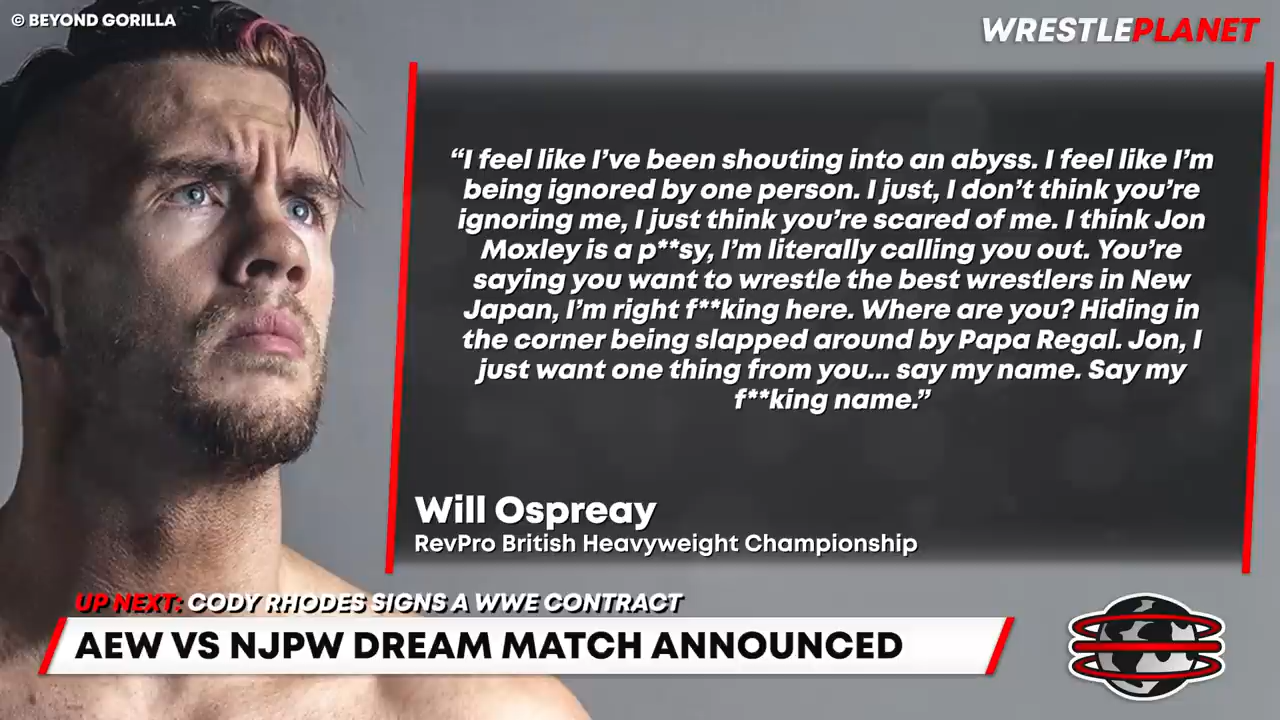 © BEYOND GORILLA
WRESTLEPLANET
“I feel like I’ve been shouting into an abyss. I feel like I’m
being ignored by one person. I just, I don’t think you’re
ignoring me, I just think you’re scared of me. I think Jon
Moxley is a p**sy, I’m literally calling you out. You’re
saying you want to wrestle the best wrestlers in New
Japan, I’m right f**king here. Where are you? Hiding in
the corner being slapped around by Papa Regal. Jon, I
just want one thing from you... say my name. Say my
f**king name.”
Will Ospreay
RevPro British Heavyweight Championship
UP NEXT: CODY RHODES SIGNS A WWE CONTRACT
AEW VS NJPW DREAM MATCH ANNOUNCED